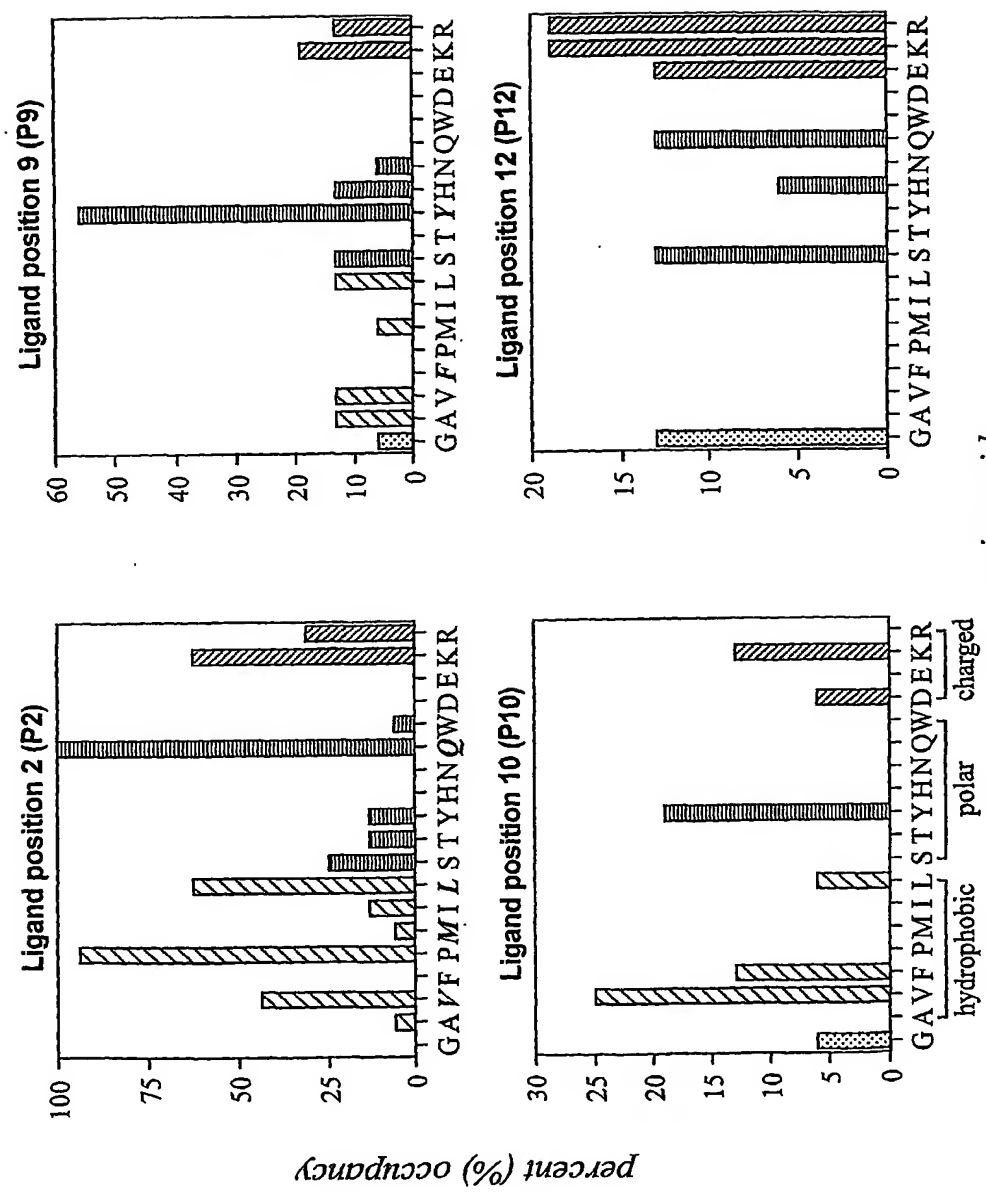 percent (%) occupancy
Ligand position 2 (P2)
100
75
50
25
0
G A V F P M I L S T Y H N Q W D E K R
Ligand position 9 (P9)
60
50
40
30
20
10
0
G A V F P M I L S T Y H N Q W D E K R
Ligand position 10 (P10)
30
25
20
15
10
5
0
G A V F P M I L S T Y H N Q W D E K R
hydrophobic polar charged
Ligand position 12 (P12)
20
15
10
5
0
G A V F P M I L S T Y H N Q W D E K R